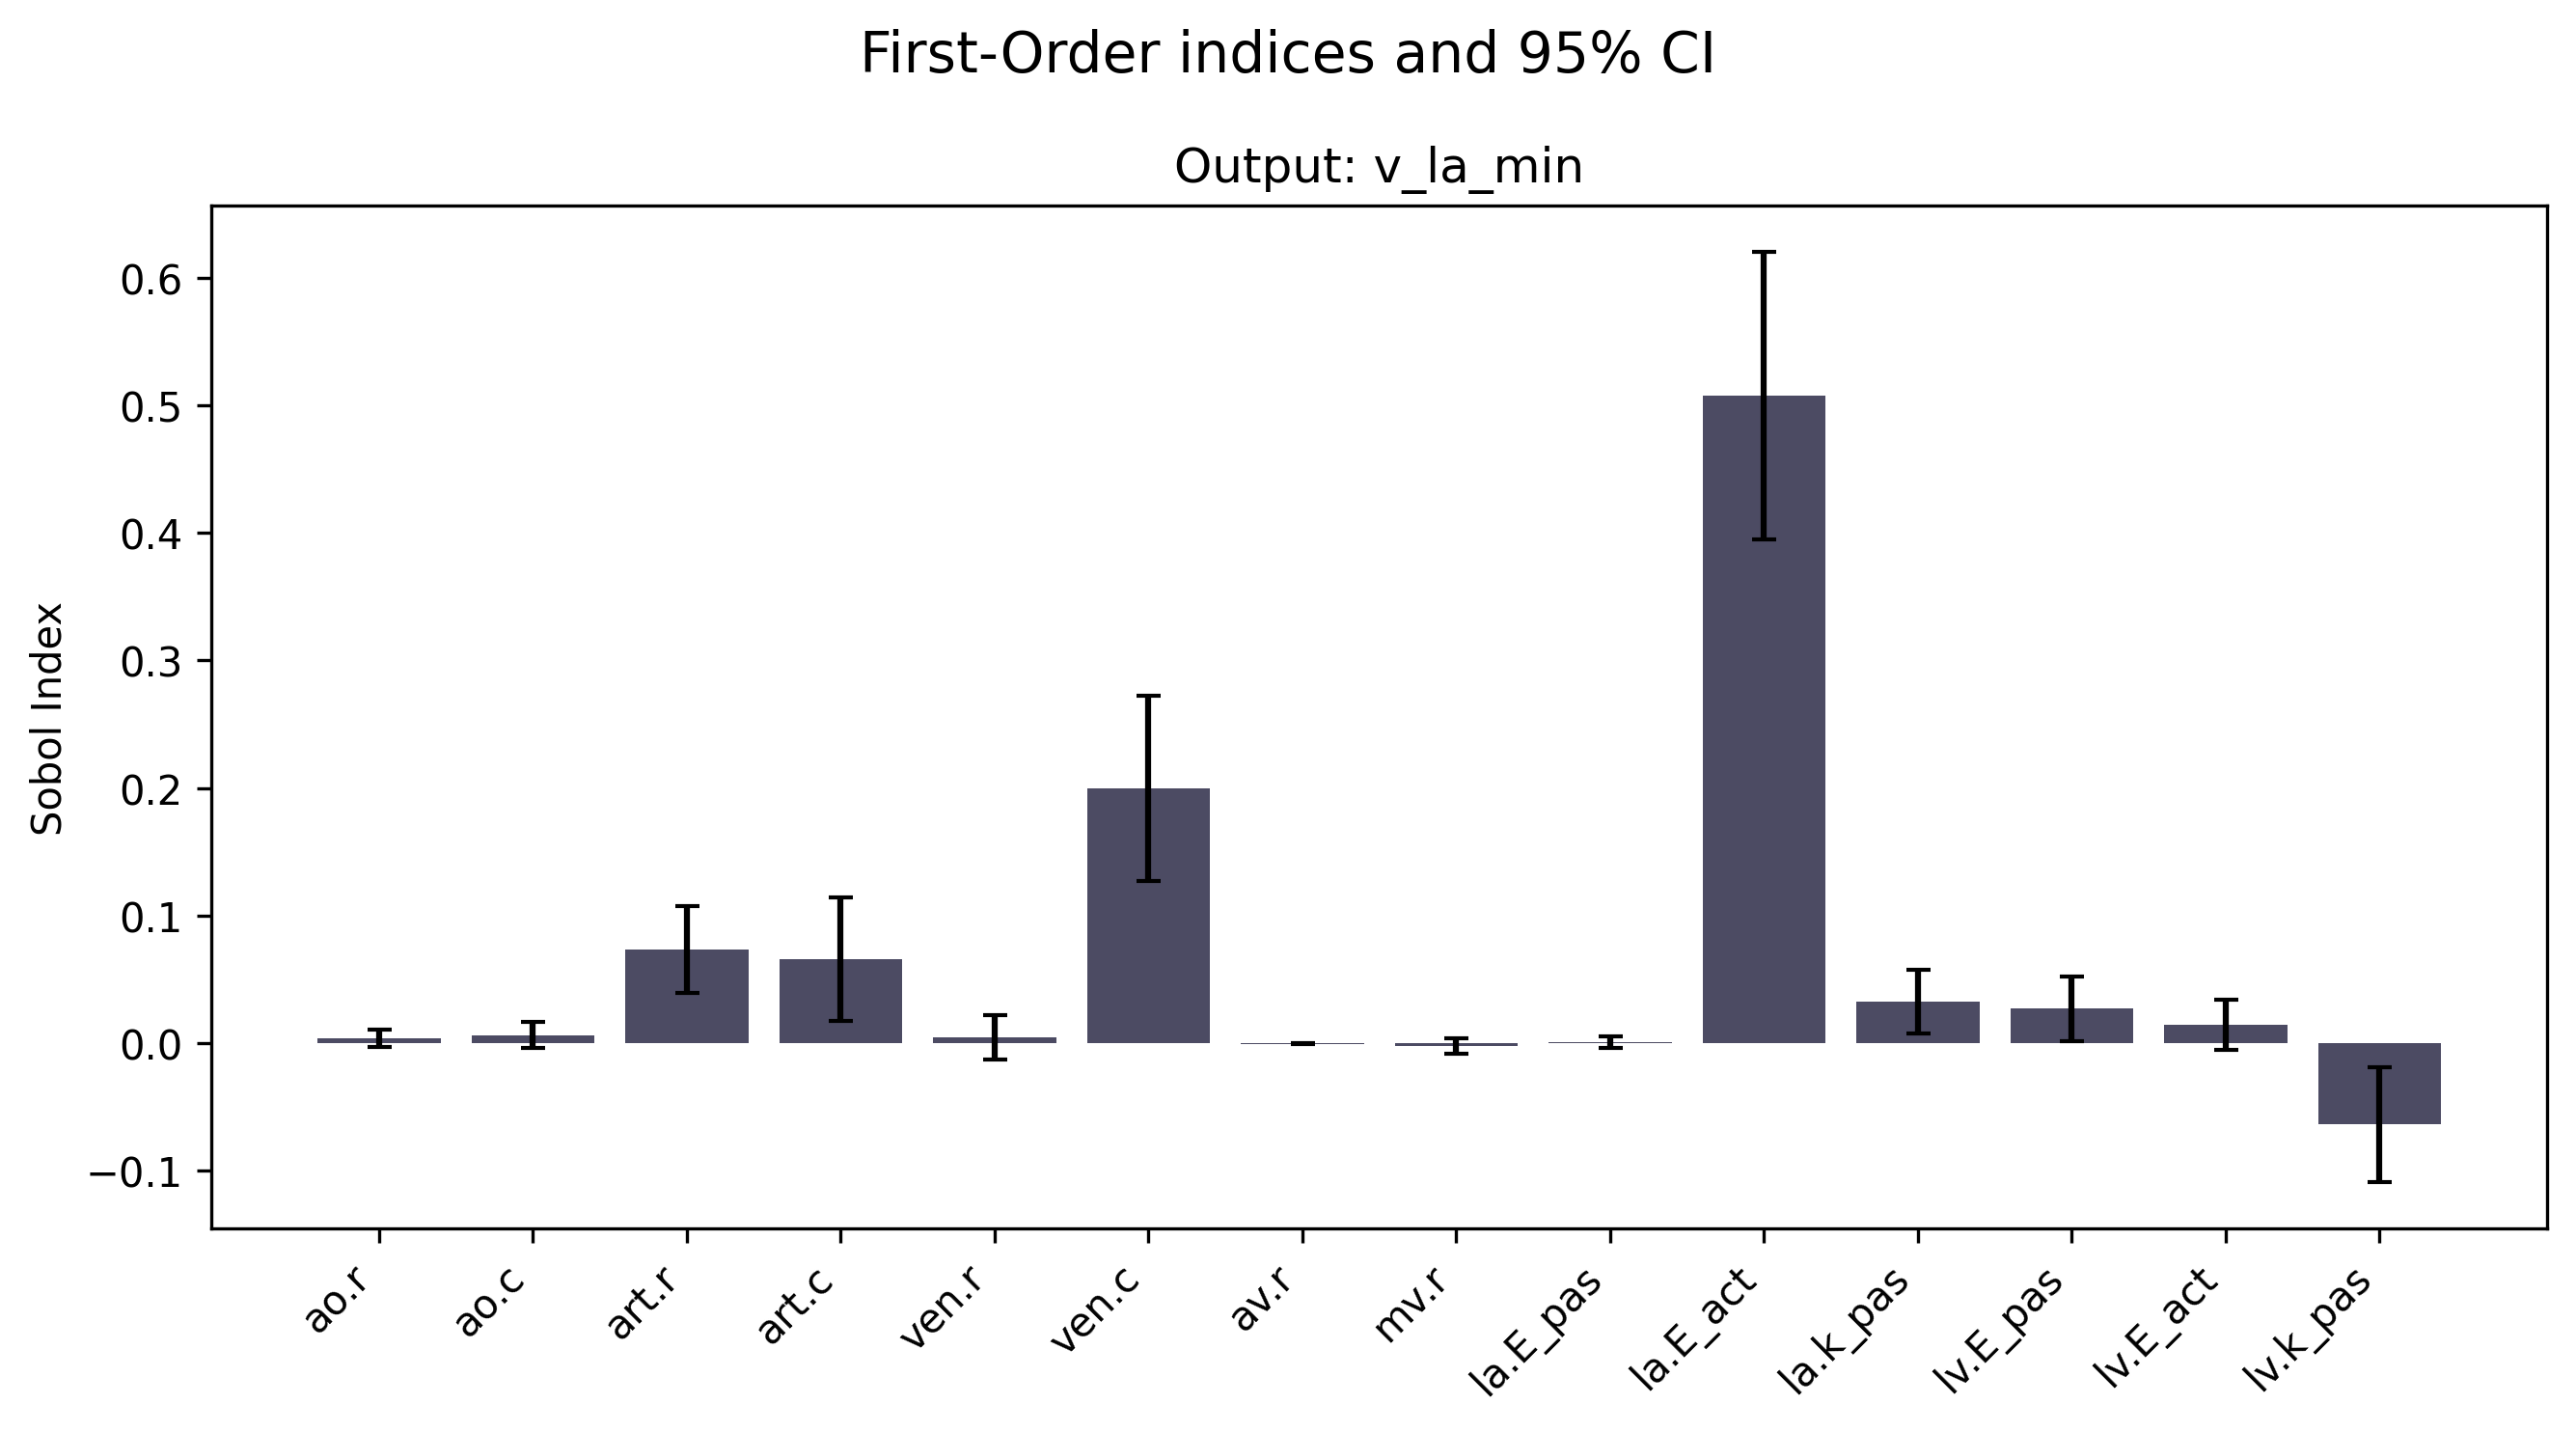 First-Order indices and 95% CI
Output: v_la_min
Sobol Index
0.6
0.5
0.4
0.3
0.2
0.1
0.0
−0.1
ao.r
ao.c
art.r
art.c
ven.r
ven.c
av.r
mv.r
la.E_pas
la.E_act
la.k_pas
lv.E_pas
lv.E_act
lv.k_pas